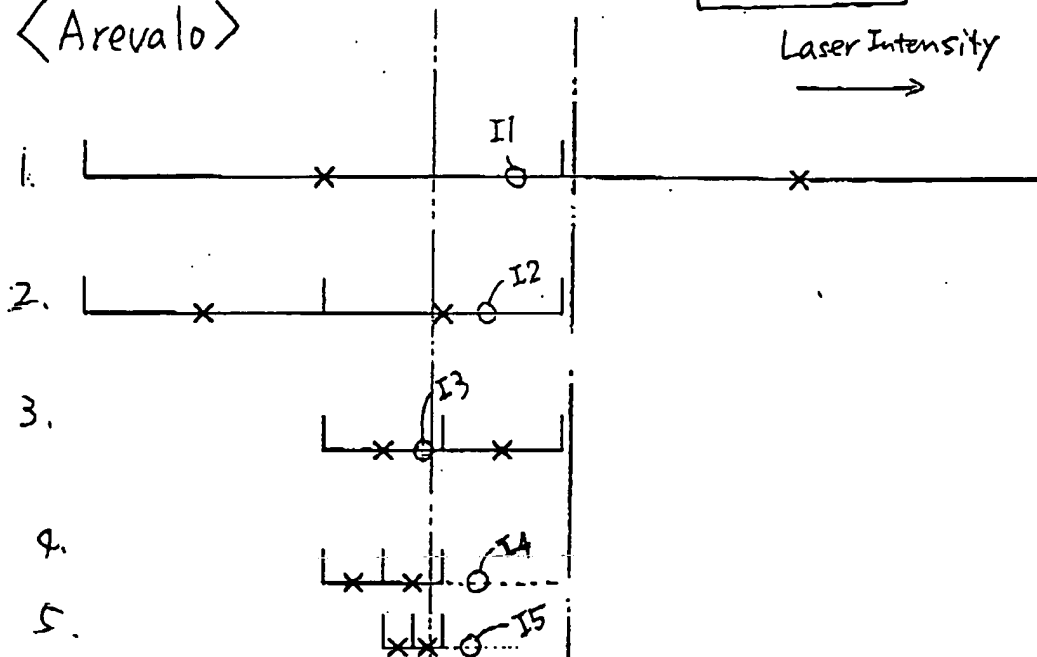 <Arevalo>
Laser Intensity
1.
I1
2.
I2
3.
I3
4.
I4
5.
I5